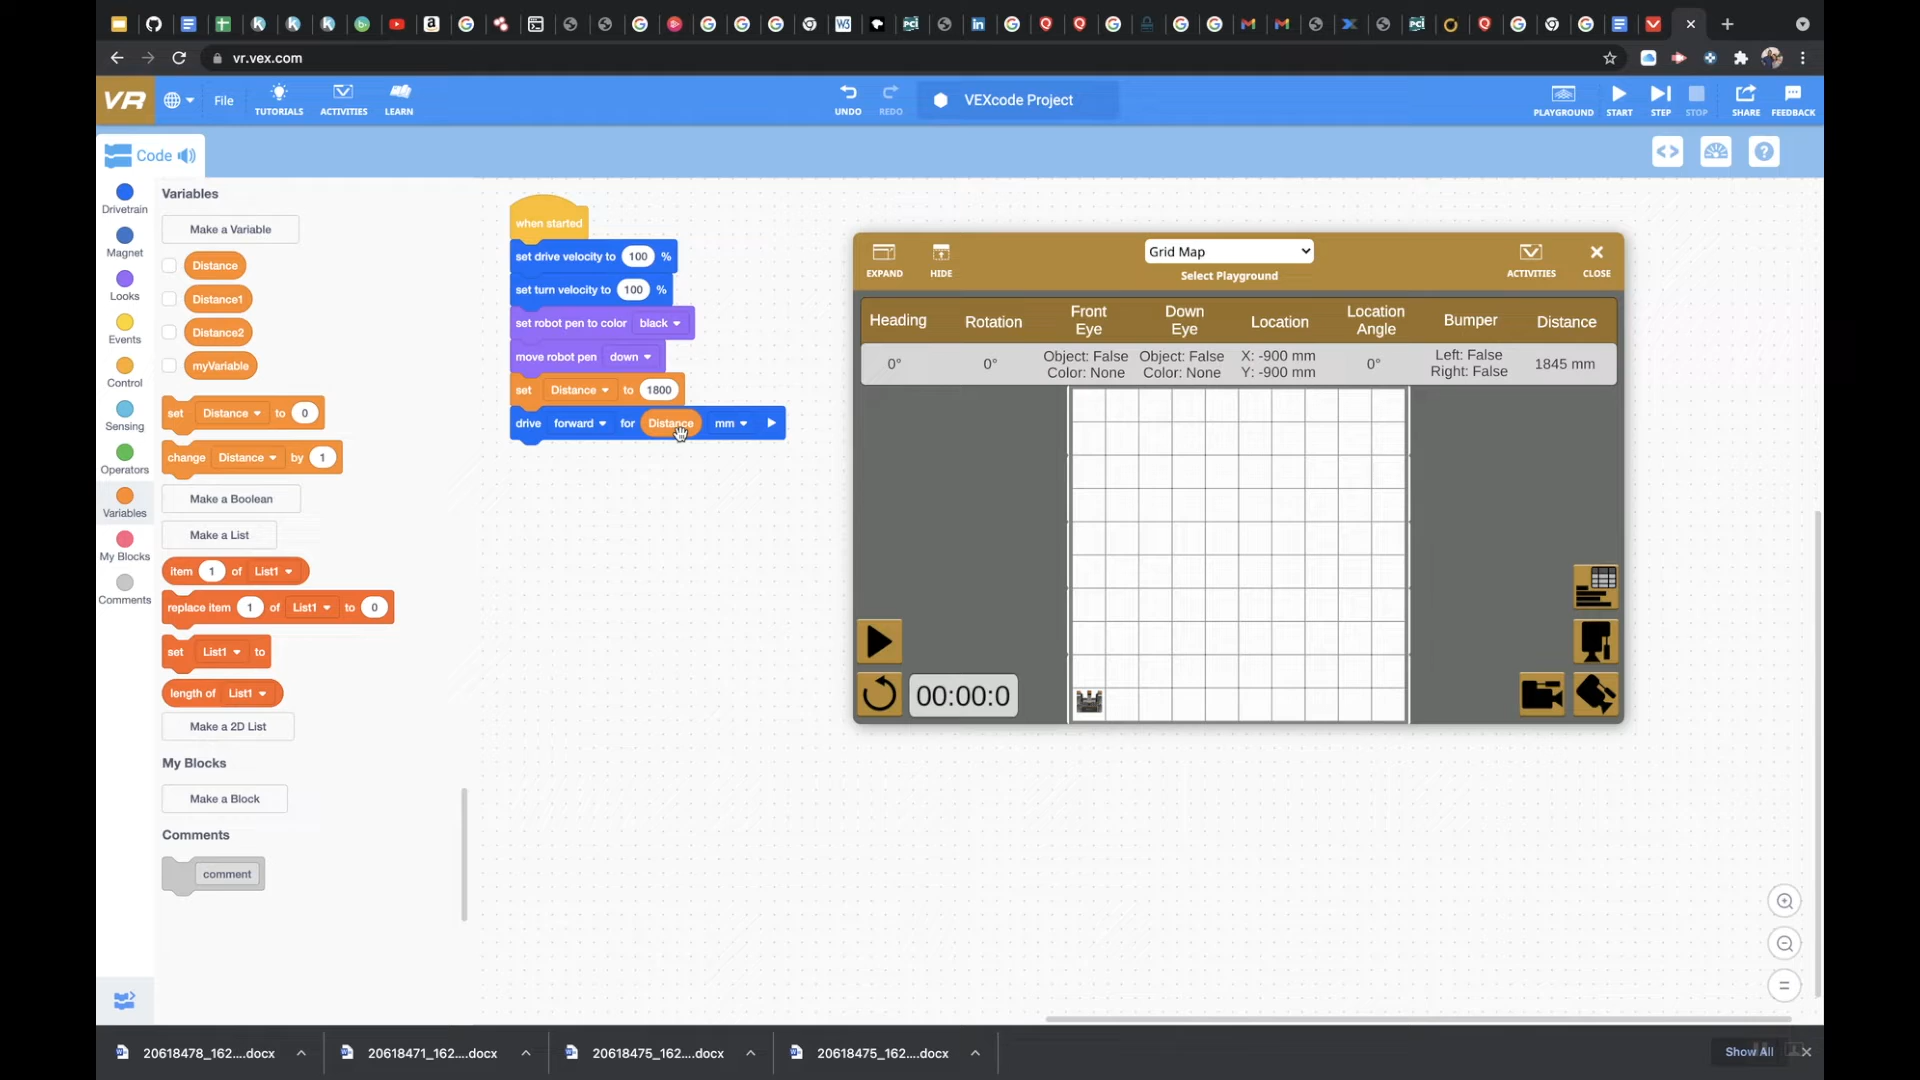 vr.vex.com
VR
File
TUTORIALS
ACTIVITIES
LEARN
UNDO
REDO
VEXcode Project
PLAYGROUND
START
STEP
STOP
SHARE
FEEDBACK
Code
Drivetrain
Magnet
Looks
Events
Control
Sensing
Operators
Variables
My Blocks
Comments
Variables
Make a Variable
Distance
Distance1
Distance2
myVariable
set Distance to 0
change Distance by 1
Make a Boolean
Make a List
item 1 of List1
replace item 1 of List1 to 0
set List1 to
length of List1
Make a 2D List
My Blocks
Make a Block
Comments
comment
when started
set drive velocity to 100 %
set turn velocity to 100 %
set robot pen to color black
move robot pen down
set Distance to 1800
drive forward for Distance mm
EXPAND
HIDE
Grid Map
Select Playground
ACTIVITIES
CLOSE
Heading Rotation Front Eye Down Eye Location Location Angle Bumper Distance
0° 0° Object: False Object: False X: -900 mm 0° Left: False 1845 mm
Color: None Color: None Y: -900 mm Right: False
00:00:0
20618478_162....docx
20618471_162....docx
20618475_162....docx
20618475_162....docx
Show All